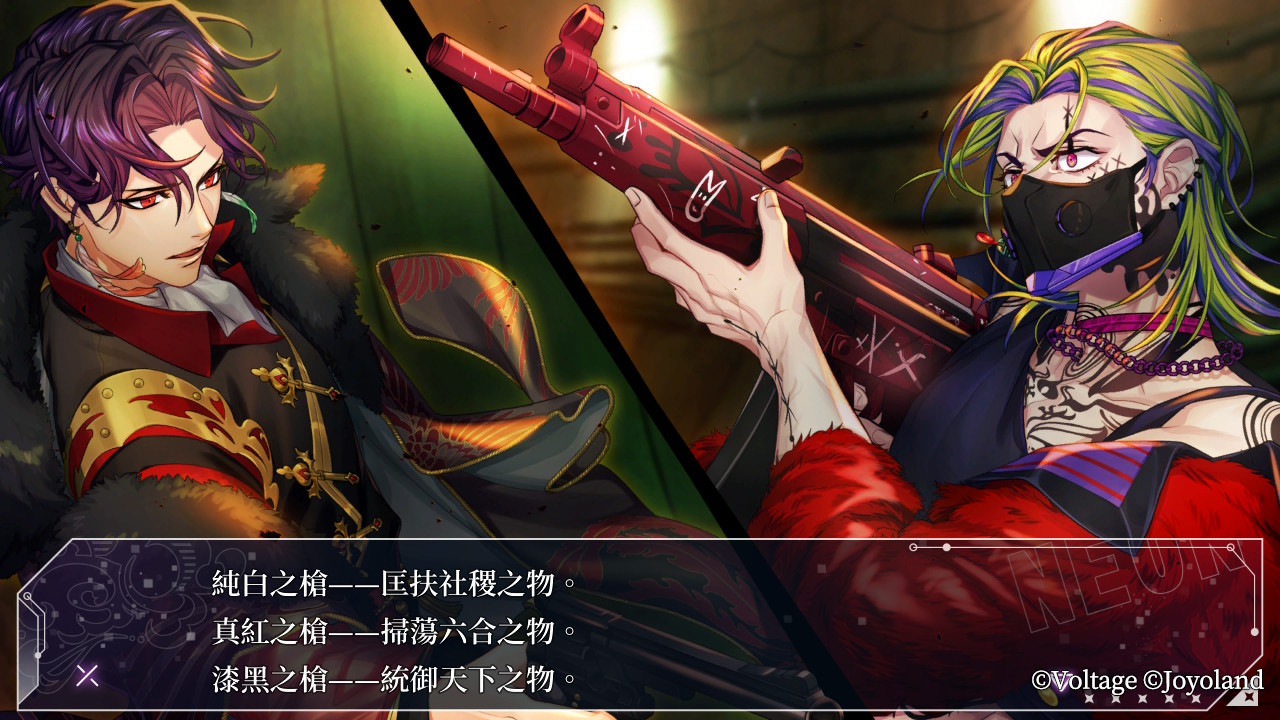 純白之槍——匡扶社稷之物。
真紅之槍——掃蕩六合之物。
漆黑之槍——統御天下之物。
NEUN
©Voltage ©Joyoland